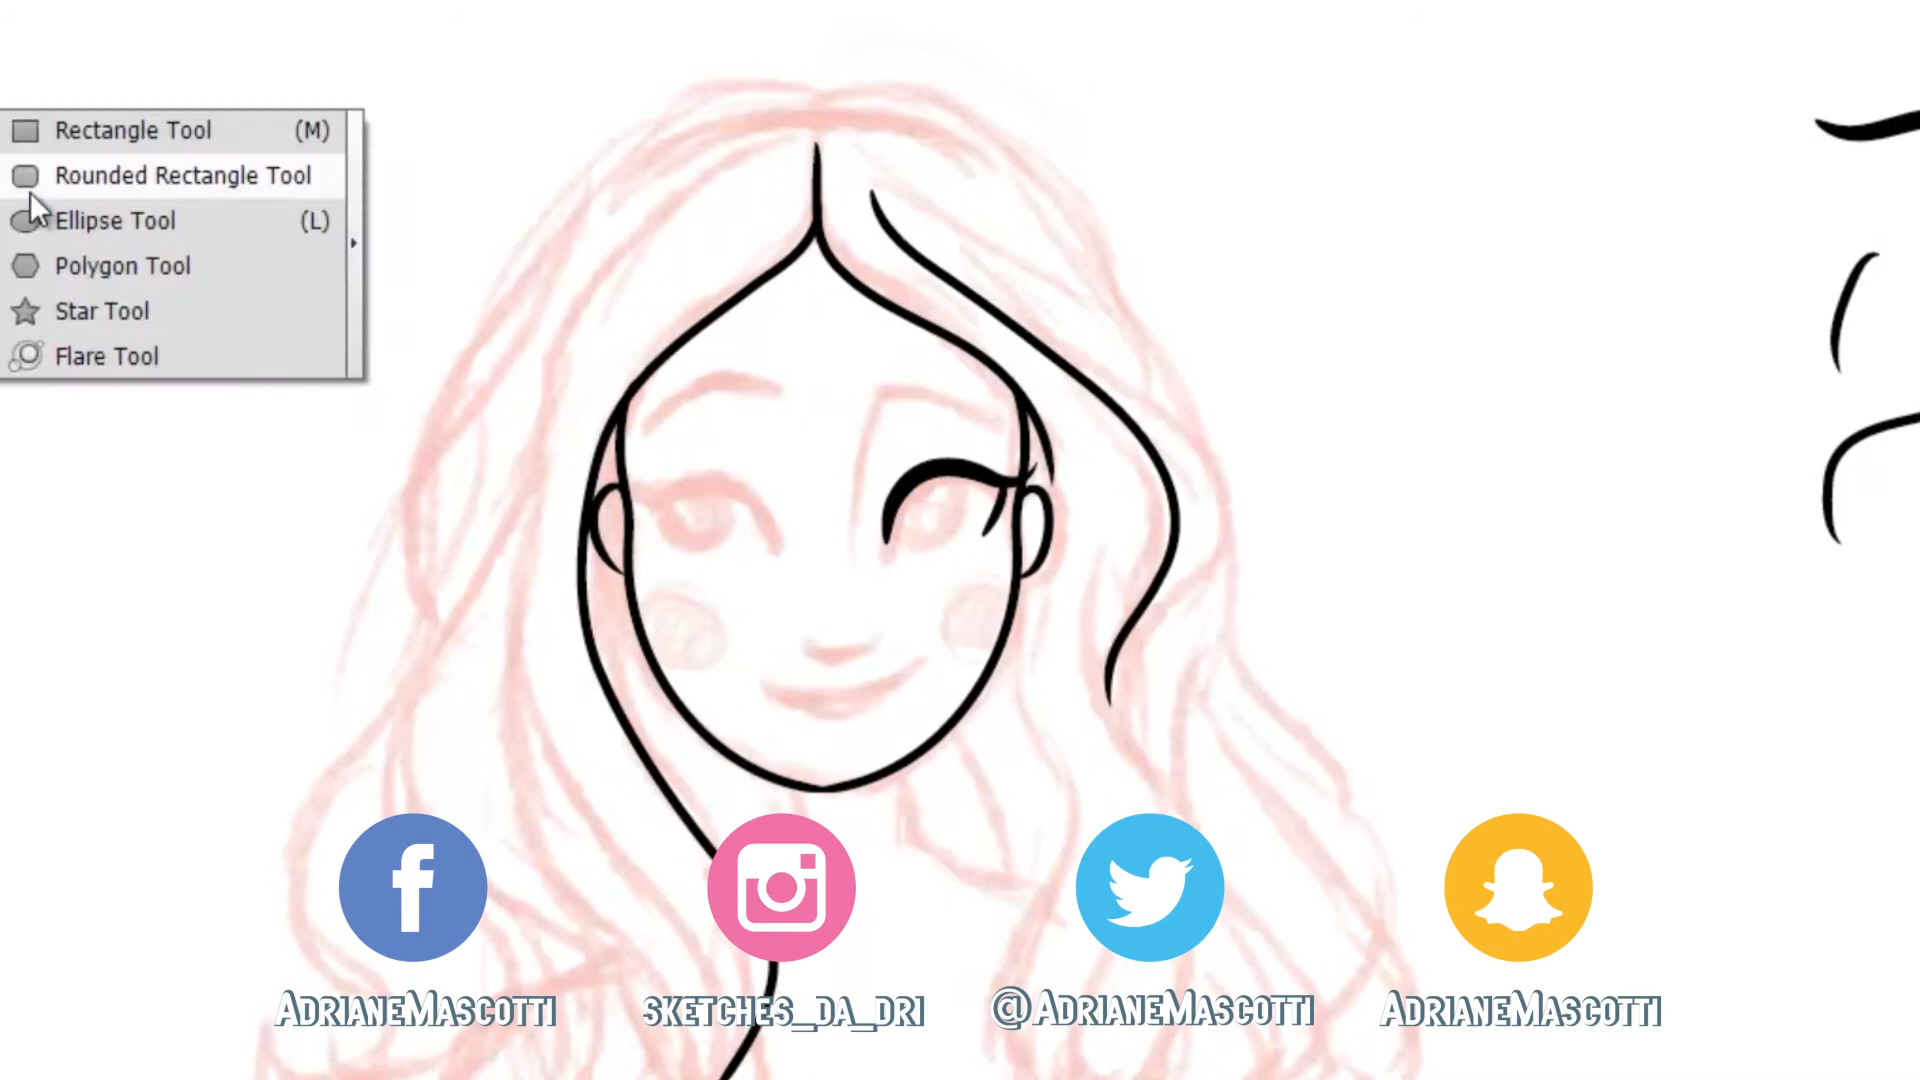 Rectangle Tool (M)
Rounded Rectangle Tool
Ellipse Tool (L)
Polygon Tool
Star Tool
Flare Tool
AdrianeMascotti
sketches_da_dri
@AdrianeMascotti
AdrianeMascotti